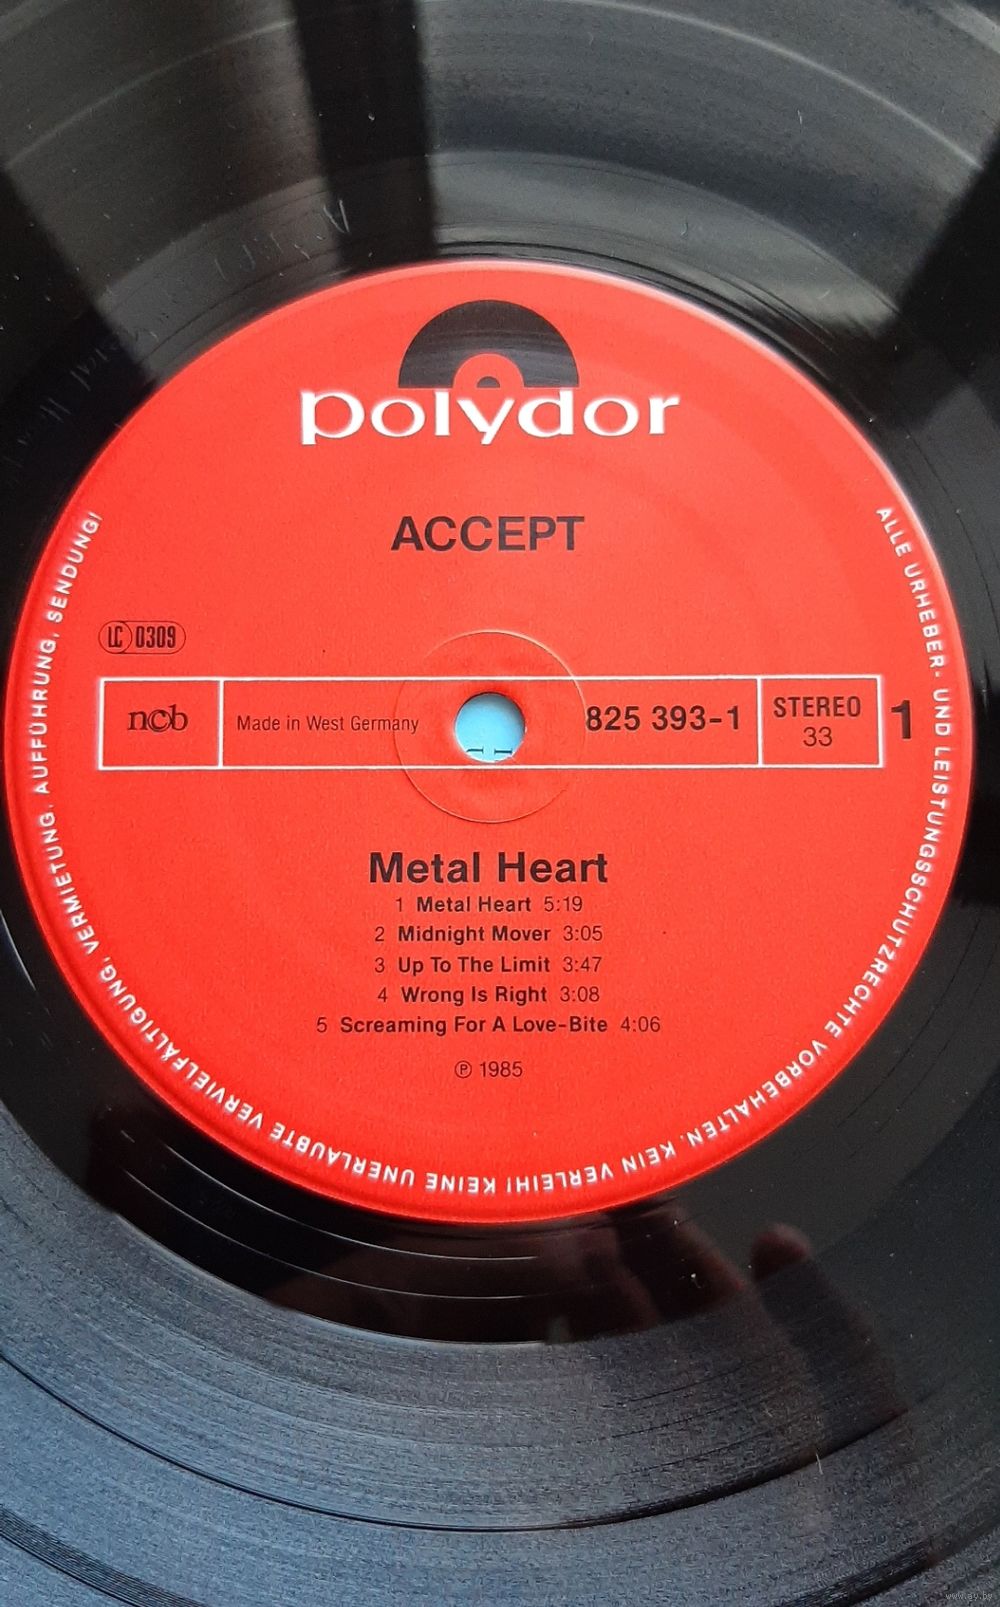 polydor
ACCEPT
LC 0309
ncb
Made in West Germany
825 393-1
STEREO
33
1
Metal Heart
1 Metal Heart 5:19
2 Midnight Mover 3:05
3 Up To The Limit 3:47
4 Wrong Is Right 3:08
5 Screaming For A Love-Bite 4:06
℗ 1985
ALLE URHEBER- UND LEISTUNGSSCHUTZRECHTE VORBEHALTEN. KEIN VERLEIH! KEINE UNERLAUBTE VERVIELFÄLTIGUNG, VERMIETUNG, AUFFÜHRUNG, SENDUNG!
www.ay.by